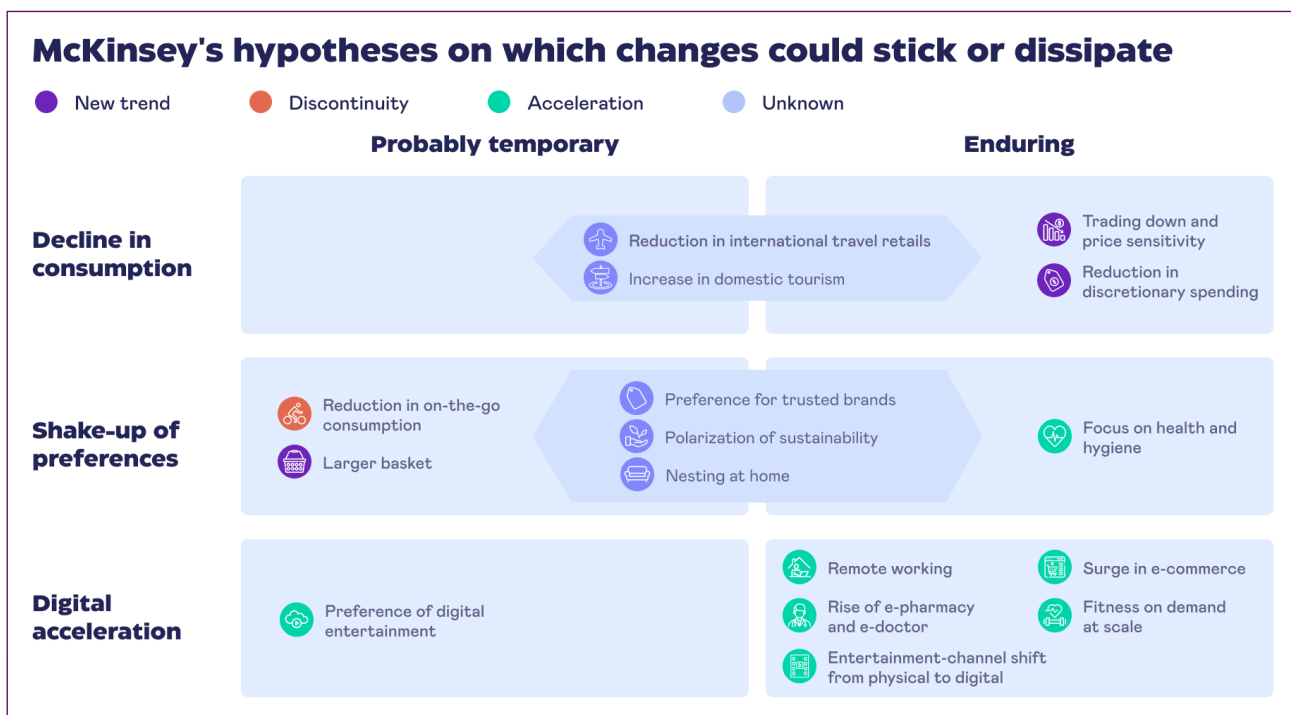 McKinsey's hypotheses on which changes could stick or dissipate
New trend
Discontinuity
Acceleration
Unknown
Probably temporary
Enduring
Decline in
consumption
Reduction in international travel retails
Increase in domestic tourism
Trading down and
price sensitivity
Reduction in
discretionary spending
Shake-up of
preferences
Reduction in on-the-go
consumption
Larger basket
Preference for trusted brands
Polarization of sustainability
Nesting at home
Focus on health and
hygiene
Digital
acceleration
Preference of digital
entertainment
Remote working
Rise of e-pharmacy
and e-doctor
Entertainment-channel shift
from physical to digital
Surge in e-commerce
Fitness on demand
at scale